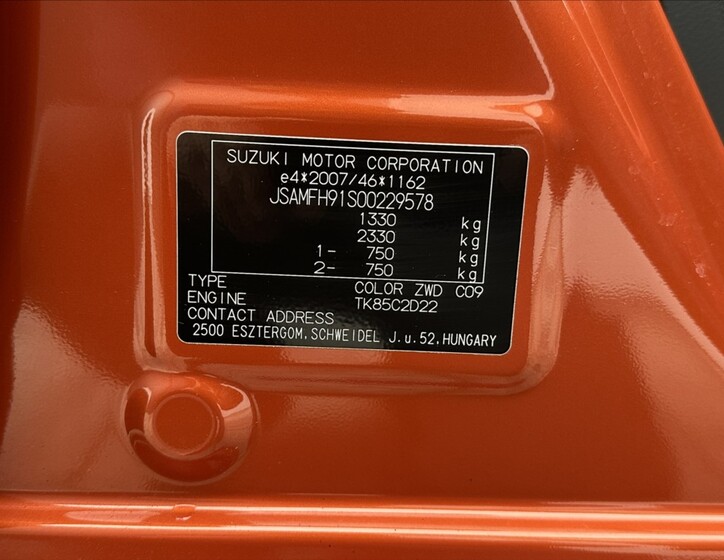 SUZUKI MOTOR CORPORATION
e4*2007/46*1162
JSAMFH91S00229578
1330 kg
2330 kg
1- 750 kg
2- 750 kg
TYPE COLOR ZWD C09
ENGINE TK85C2D22
CONTACT ADDRESS
2500 ESZTERGOM, SCHWEIDEL J.u.52, HUNGARY